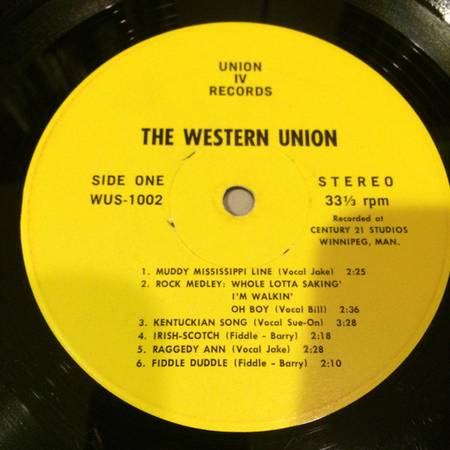 UNION
IV
RECORDS
THE WESTERN UNION
SIDE ONE
WUS-1002
STEREO
33⅓ rpm
Recorded at
CENTURY 21 STUDIOS
WINNIPEG, MAN.
1. MUDDY MISSISSIPPI LINE (Vocal Jake) 2:25
2. ROCK MEDLEY: WHOLE LOTTA SAKING'
I'M WALKIN'
OH BOY (Vocal Bill) 2:36
3. KENTUCKIAN SONG (Vocal Sue-On) 3:28
4. IRISH-SCOTCH (Fiddle - Barry) 2:18
5. RAGGEDY ANN (Vocal Jake) 2:28
6. FIDDLE DUDDLE (Fiddle - Barry) 2:10